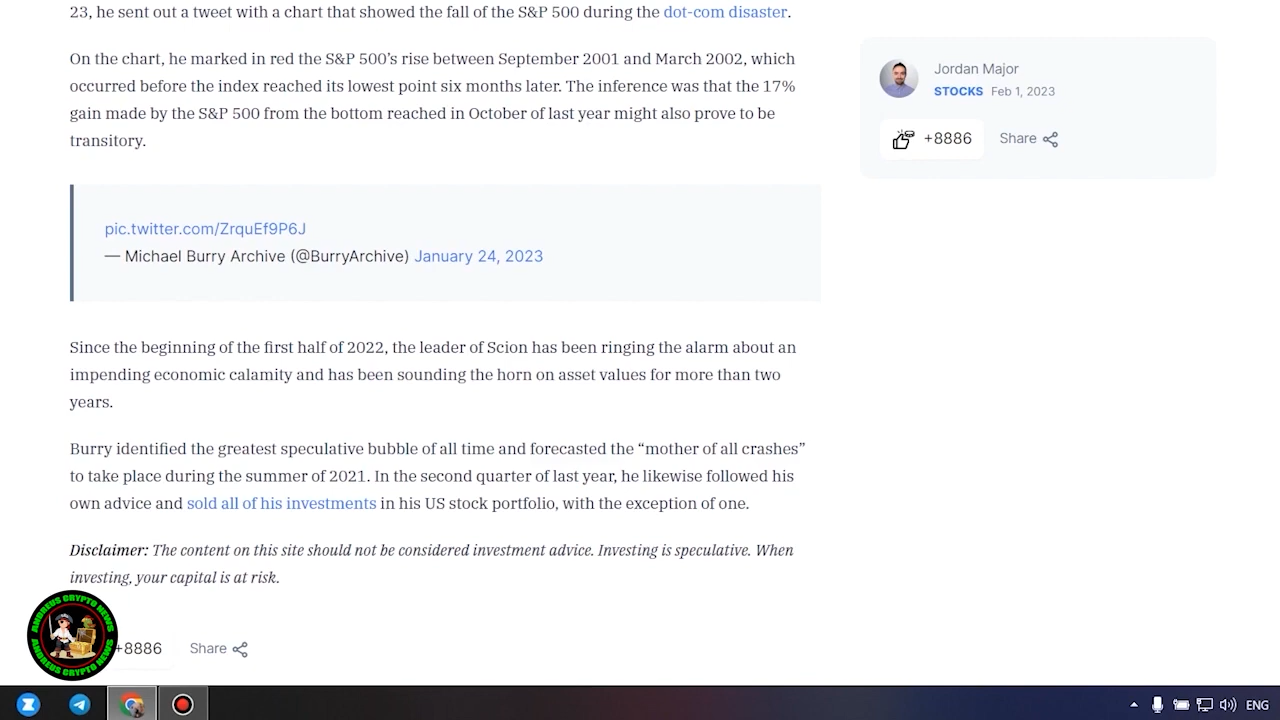 23, he sent out a tweet with a chart that showed the fall of the S&P 500 during the dot-com disaster.
On the chart, he marked in red the S&P 500's rise between September 2001 and March 2002, which
occurred before the index reached its lowest point six months later. The inference was that the 17%
gain made by the S&P 500 from the bottom reached in October of last year might also prove to be
transitory.
pic.twitter.com/ZrquEf9P6J
— Michael Burry Archive (@BurryArchive) January 24, 2023
Since the beginning of the first half of 2022, the leader of Scion has been ringing the alarm about an
impending economic calamity and has been sounding the horn on asset values for more than two
years.
Burry identified the greatest speculative bubble of all time and forecasted the “mother of all crashes”
to take place during the summer of 2021. In the second quarter of last year, he likewise followed his
own advice and sold all of his investments in his US stock portfolio, with the exception of one.
Disclaimer: The content on this site should not be considered investment advice. Investing is speculative. When
investing, your capital is at risk.
+8886 Share
Jordan Major
STOCKS Feb 1, 2023
+8886 Share
ANDREUS CRYPTO NEWS
ANDREUS CRYPTO NEWS
ENG